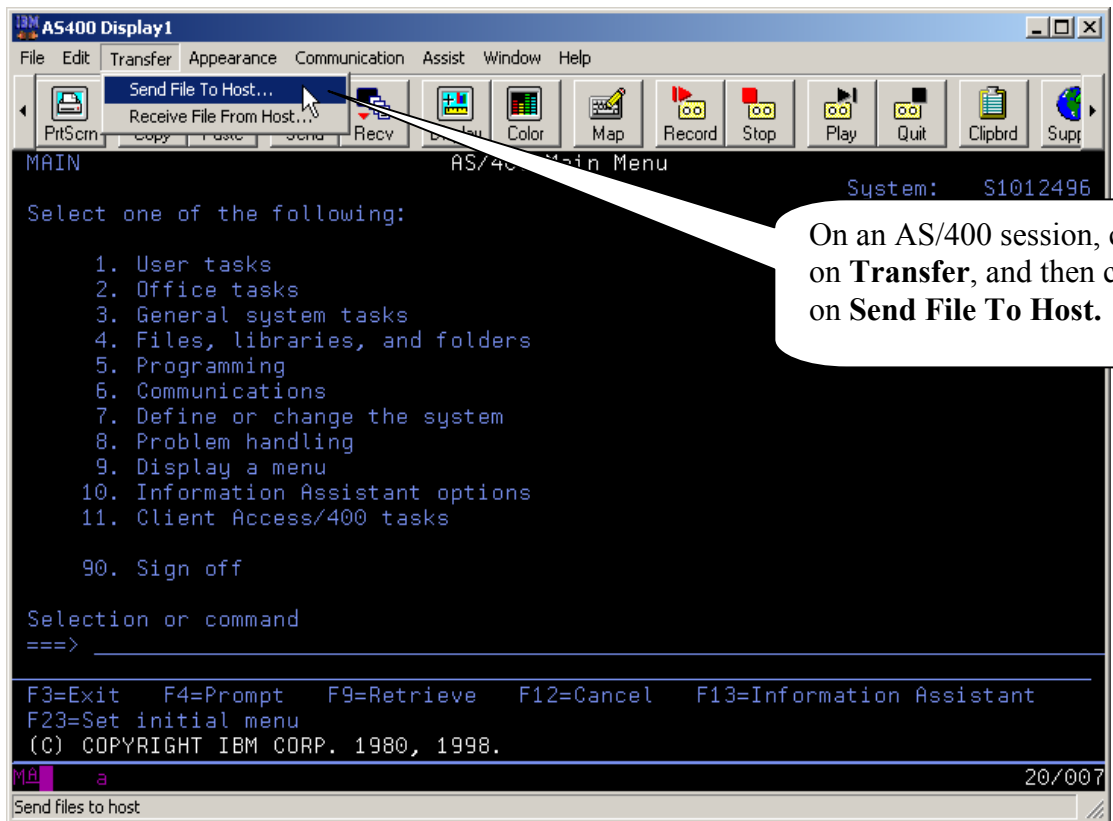 IBM AS400 Display1
File Edit Transfer Appearance Communication Assist Window Help
Send File To Host...
Receive File From Host...
PrtScrn Copy Send Recv Color Map Record Stop Play Quit Clipbrd
MAIN AS/400 Main Menu
System: S1012496
Select one of the following:
1. User tasks
2. Office tasks
3. General system tasks
4. Files, libraries, and folders
5. Programming
6. Communications
7. Define or change the system
8. Problem handling
9. Display a menu
10. Information Assistant options
11. Client Access/400 tasks
90. Sign off
On an AS/400 session,
on Transfer, and then
on Send File To Host.
Selection or command
===>
F3=Exit F4=Prompt F9=Retrieve F12=Cancel F13=Information Assistant
F23=Set initial menu
(C) COPYRIGHT IBM CORP. 1980, 1998.
MA a 20/007
Send files to host